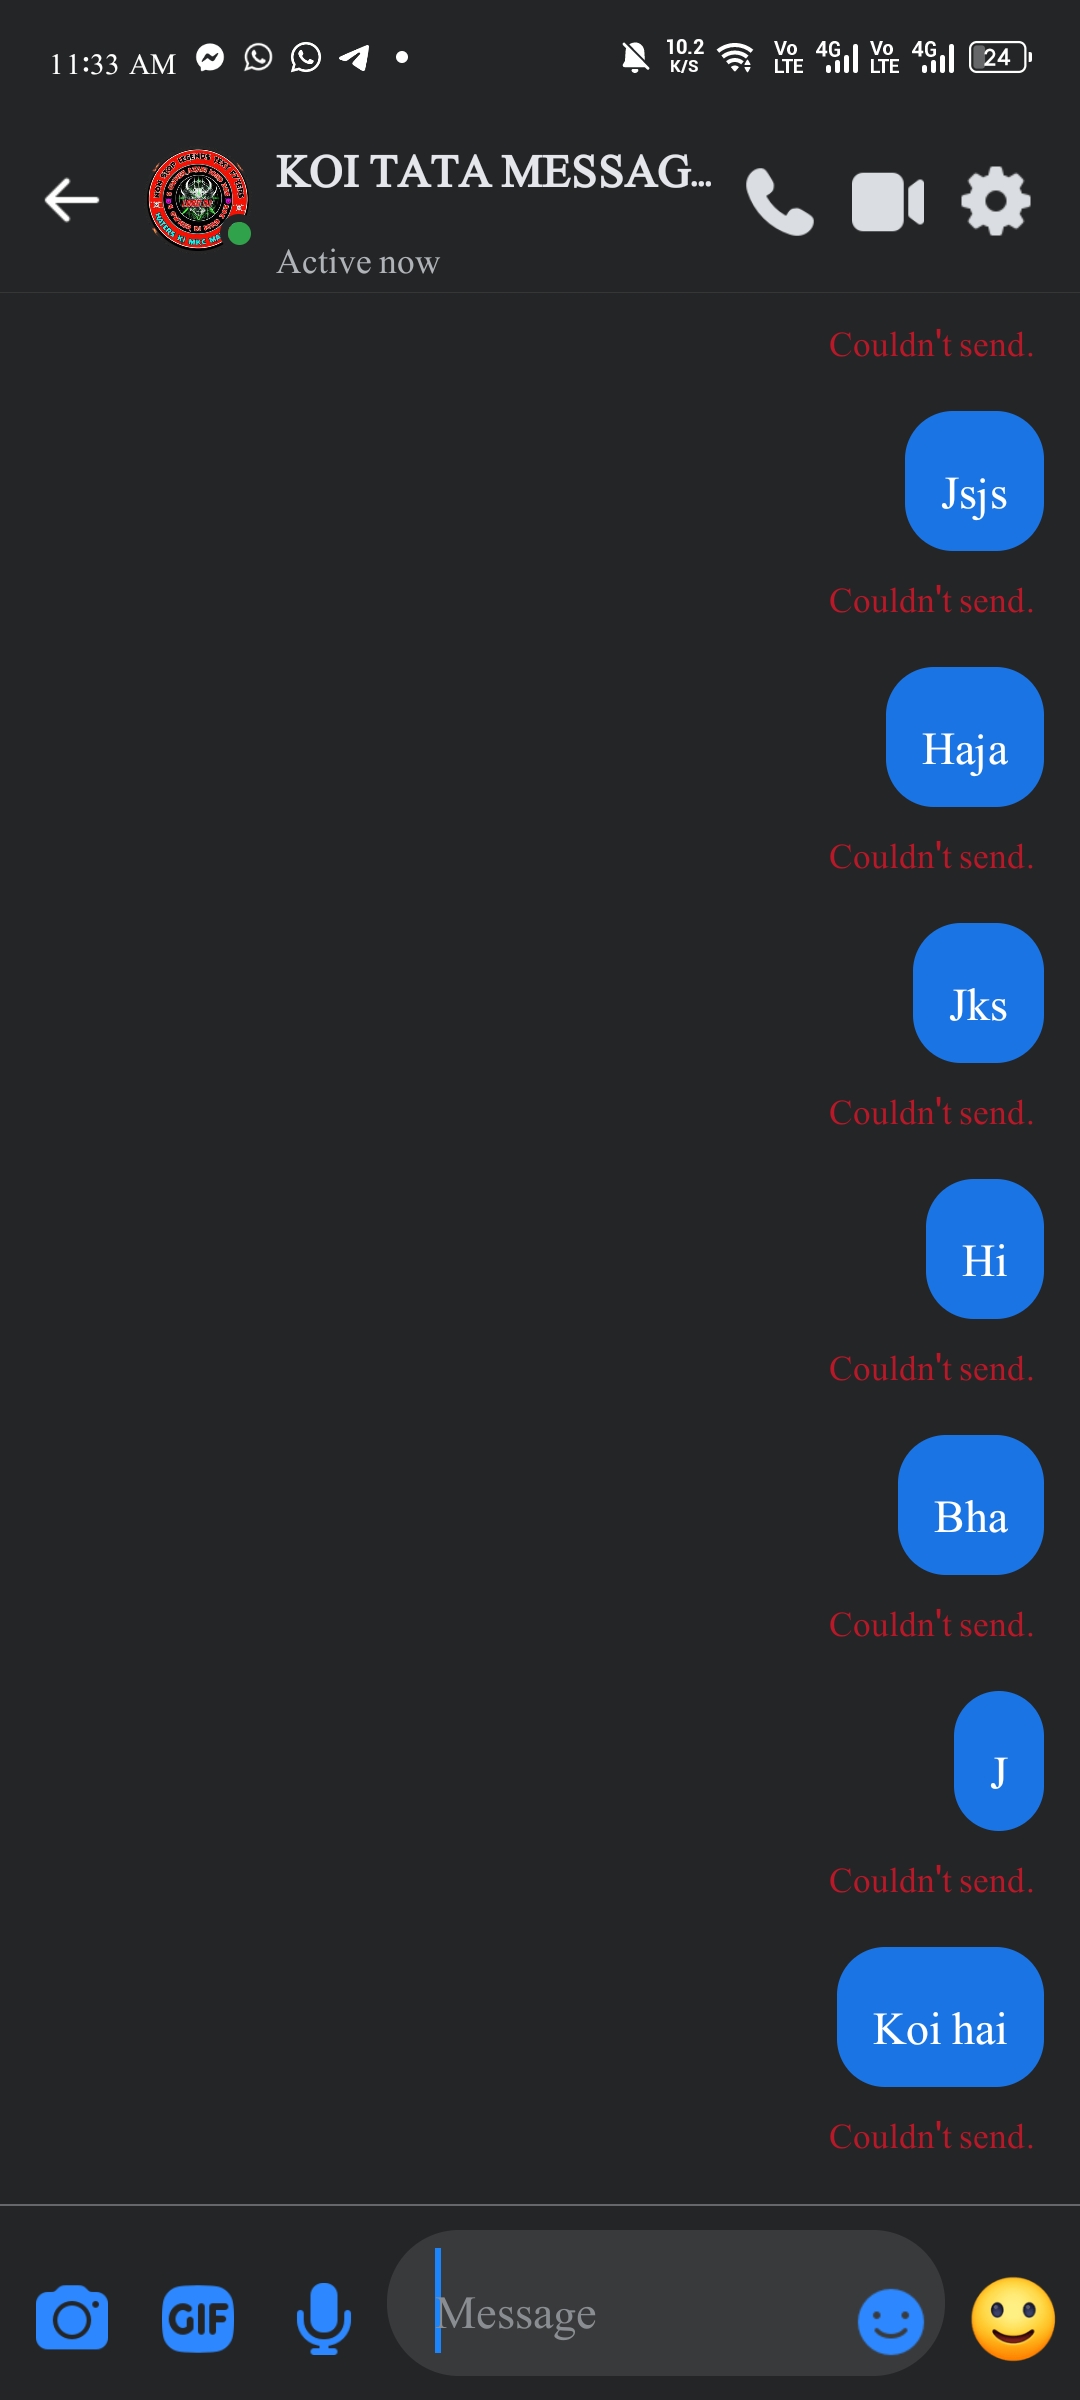 11:33 AM
10.2
K/S
Vo
LTE
4G
Vo
LTE
4G
24
KOI TATA MESSAG...
Active now
Couldn't send.
Jsjs
Couldn't send.
Haja
Couldn't send.
Jks
Couldn't send.
Hi
Couldn't send.
Bha
Couldn't send.
J
Couldn't send.
Koi hai
Couldn't send.
GIF
Message